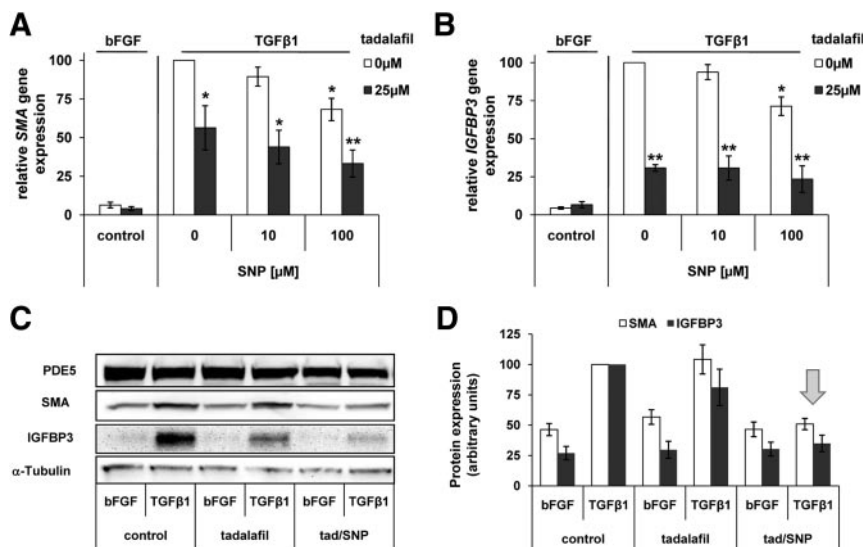 A
bFGF
TGFβ1
tadalafil
0μM
25μM
relative SMA gene
expression
100
75
50
25
0
*
*
*
*
**
control
0
10
100
SNP [μM]
B
bFGF
TGFβ1
tadalafil
0μM
25μM
relative IGFBP3 gene
expression
100
75
50
25
0
**
**
*
**
control
0
10
100
SNP [μM]
C
PDE5
SMA
IGFBP3
α-Tubulin
bFGF TGFβ1 bFGF TGFβ1 bFGF TGFβ1
control tadalafil tad/SNP
D
SMA IGFBP3
Protein expression
(arbitrary units)
125
100
75
50
25
0
bFGF TGFβ1 bFGF TGFβ1 bFGF TGFβ1
control tadalafil tad/SNP